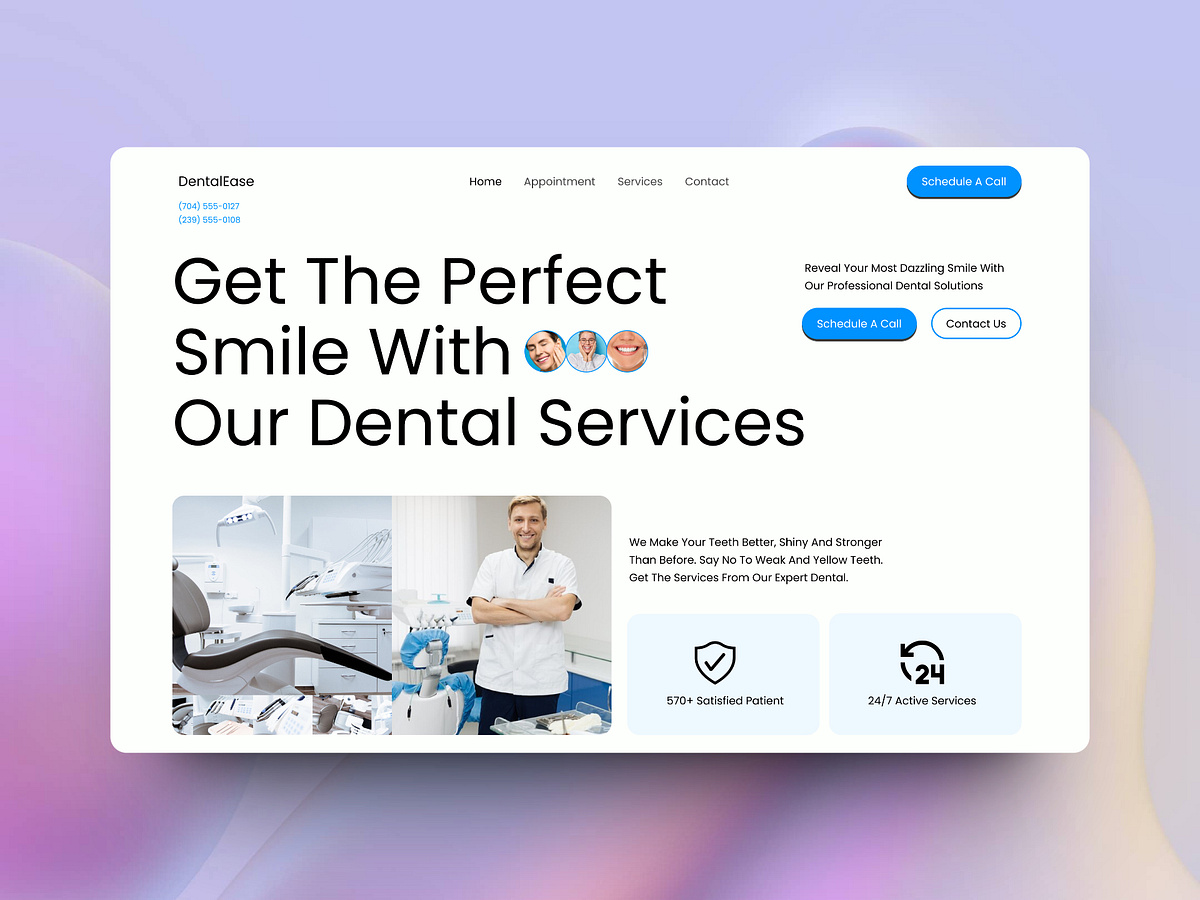 DentalEase
Home
Appointment
Services
Contact
Schedule A Call
(704) 555-0127
(239) 555-0108
Get The Perfect
Smile With
Our Dental Services
Reveal Your Most Dazzling Smile With
Our Professional Dental Solutions
Schedule A Call
Contact Us
We Make Your Teeth Better, Shiny And Stronger
Than Before. Say No To Weak And Yellow Teeth.
Get The Services From Our Expert Dental.
570+ Satisfied Patient
24
24/7 Active Services